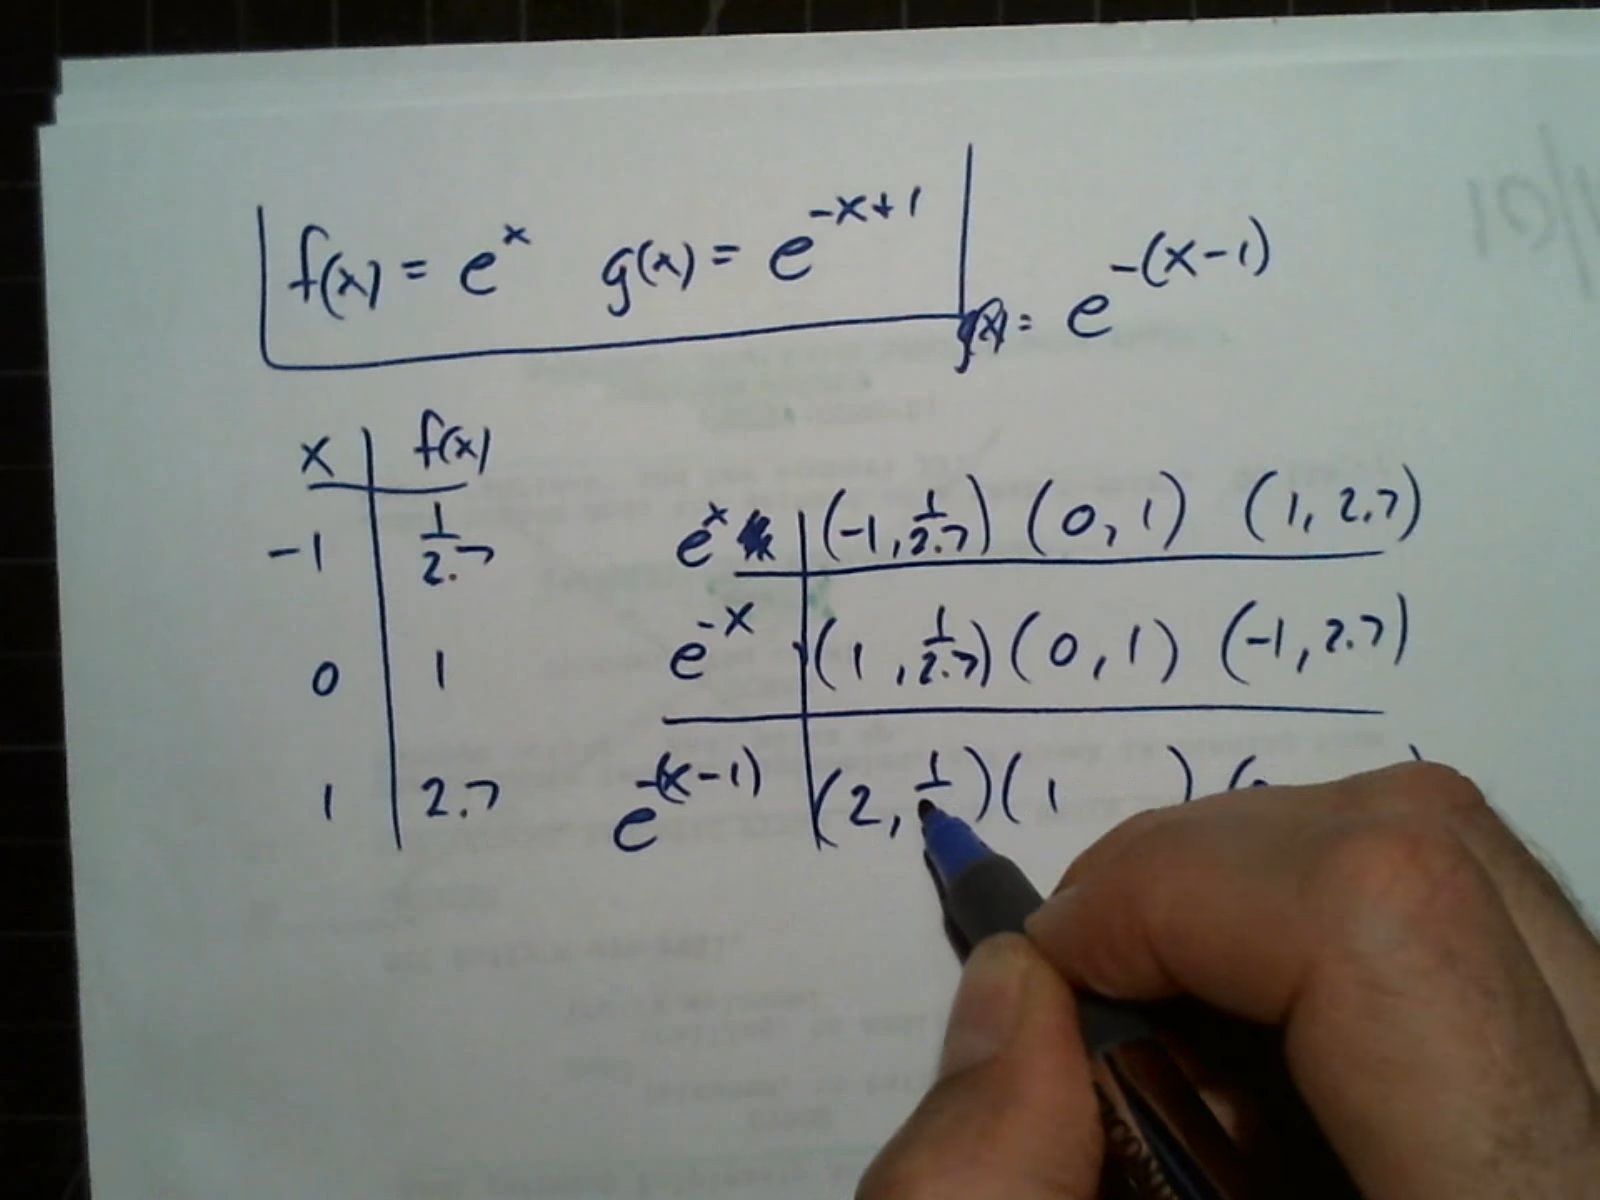 f(x) = e^x g(x) = e^{-x+1}
g(x) = e^{-(x-1)}
x | f(x)
-1 | 1/2.7
0 | 1
1 | 2.7
e^x | (-1, 1/2.7) (0, 1) (1, 2.7)
e^{-x} | (1, 1/2.7) (0, 1) (-1, 2.7)
e^{-(x-1)} | (2, 1/ ) (1 ) (